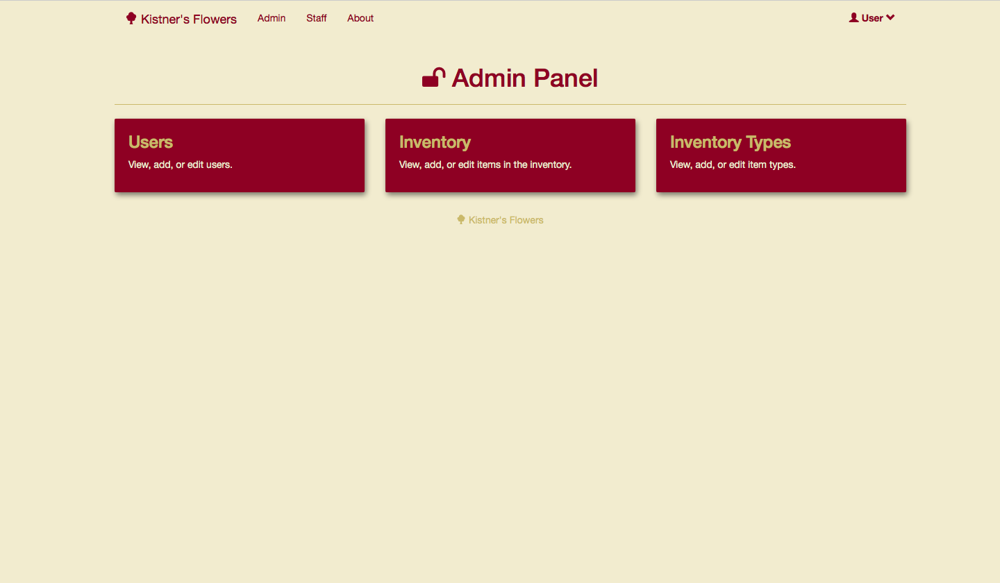 Kistner's Flowers Admin Staff About User
Admin Panel
Users
View, add, or edit users.
Inventory
View, add, or edit items in the inventory.
Inventory Types
View, add, or edit item types.
Kistner's Flowers